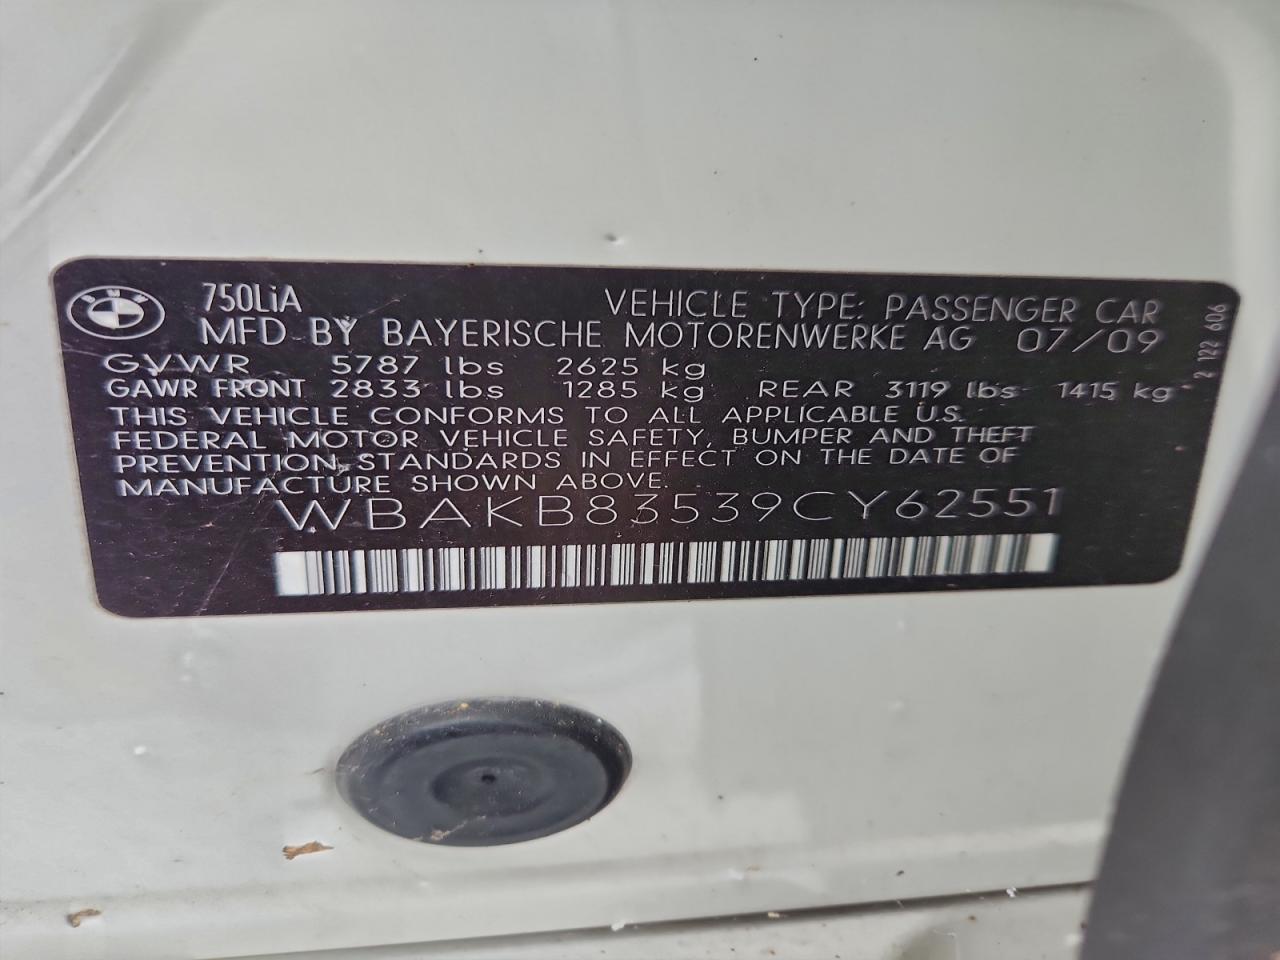 BMW
750LiA VEHICLE TYPE: PASSENGER CAR
MFD BY BAYERISCHE MOTORENWERKE AG 07/09
GVWR 5787 lbs 2625 kg
GAWR FRONT 2833 lbs 1285 kg REAR 3119 lbs 1415 kg
THIS VEHICLE CONFORMS TO ALL APPLICABLE U.S.
FEDERAL MOTOR VEHICLE SAFETY, BUMPER AND THEFT
PREVENTION STANDARDS IN EFFECT ON THE DATE OF
MANUFACTURE SHOWN ABOVE.
WBAKB83539CY62551
2 122 606